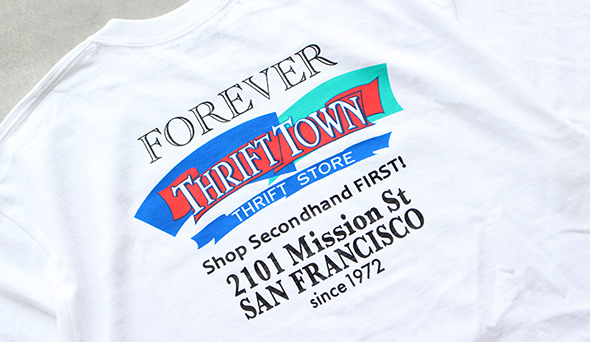 FOREVER
THRIFT TOWN
THRIFT STORE
Shop Secondhand FIRST!
2101 Mission St
SAN FRANCISCO
since 1972